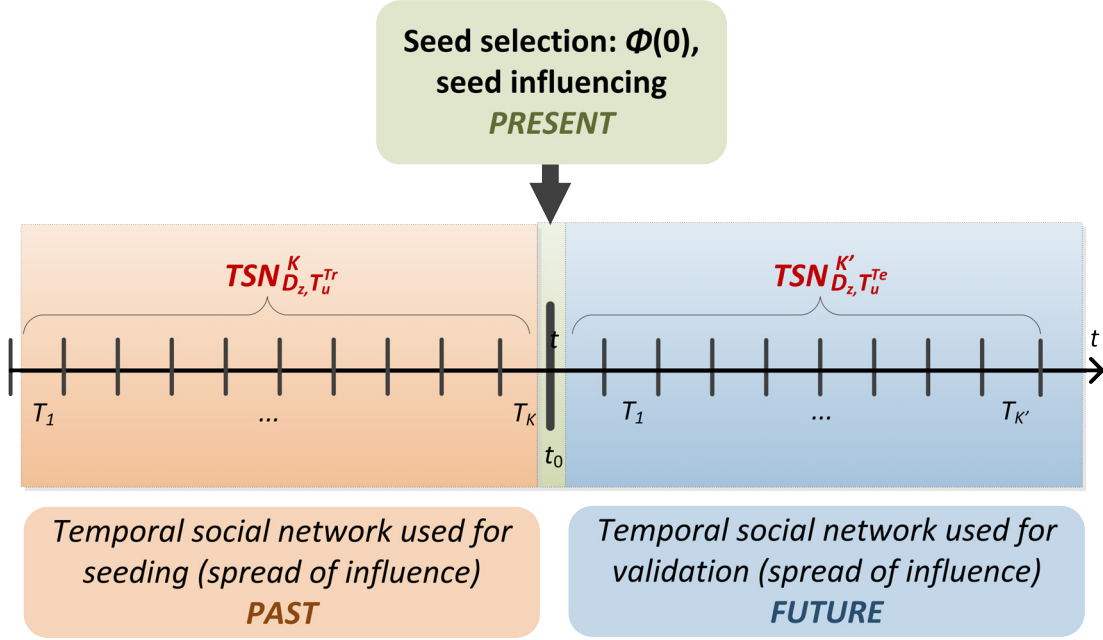 Seed selection: Φ(0),
seed influencing
PRESENT
TSN^K_{D_z, T_u^{Tr}}
TSN^{K'}_{D_z, T_u^{Te}}
t
t
T_1
...
T_K
t_0
T_1
...
T_{K'}
Temporal social network used for
seeding (spread of influence)
PAST
Temporal social network used for
validation (spread of influence)
FUTURE